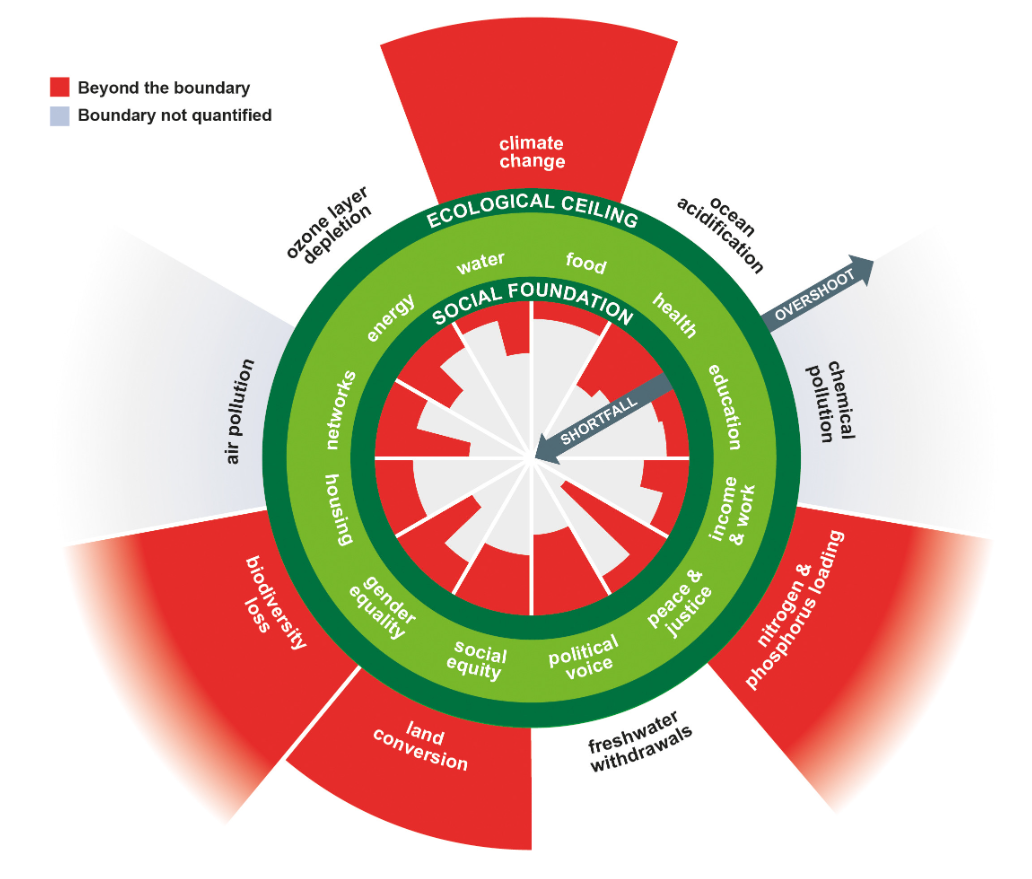 Beyond the boundary
Boundary not quantified
climate
change
ozone layer
depletion
ocean
acidification
ECOLOGICAL CEILING
water
food
energy
health
SOCIAL FOUNDATION
OVERSHOOT
SHORTFALL
networks
education
air pollution
chemical
pollution
housing
income
& work
gender
equality
peace &
justice
social
equity
political
voice
biodiversity
loss
nitrogen &
phosphorus loading
land
conversion
freshwater
withdrawals